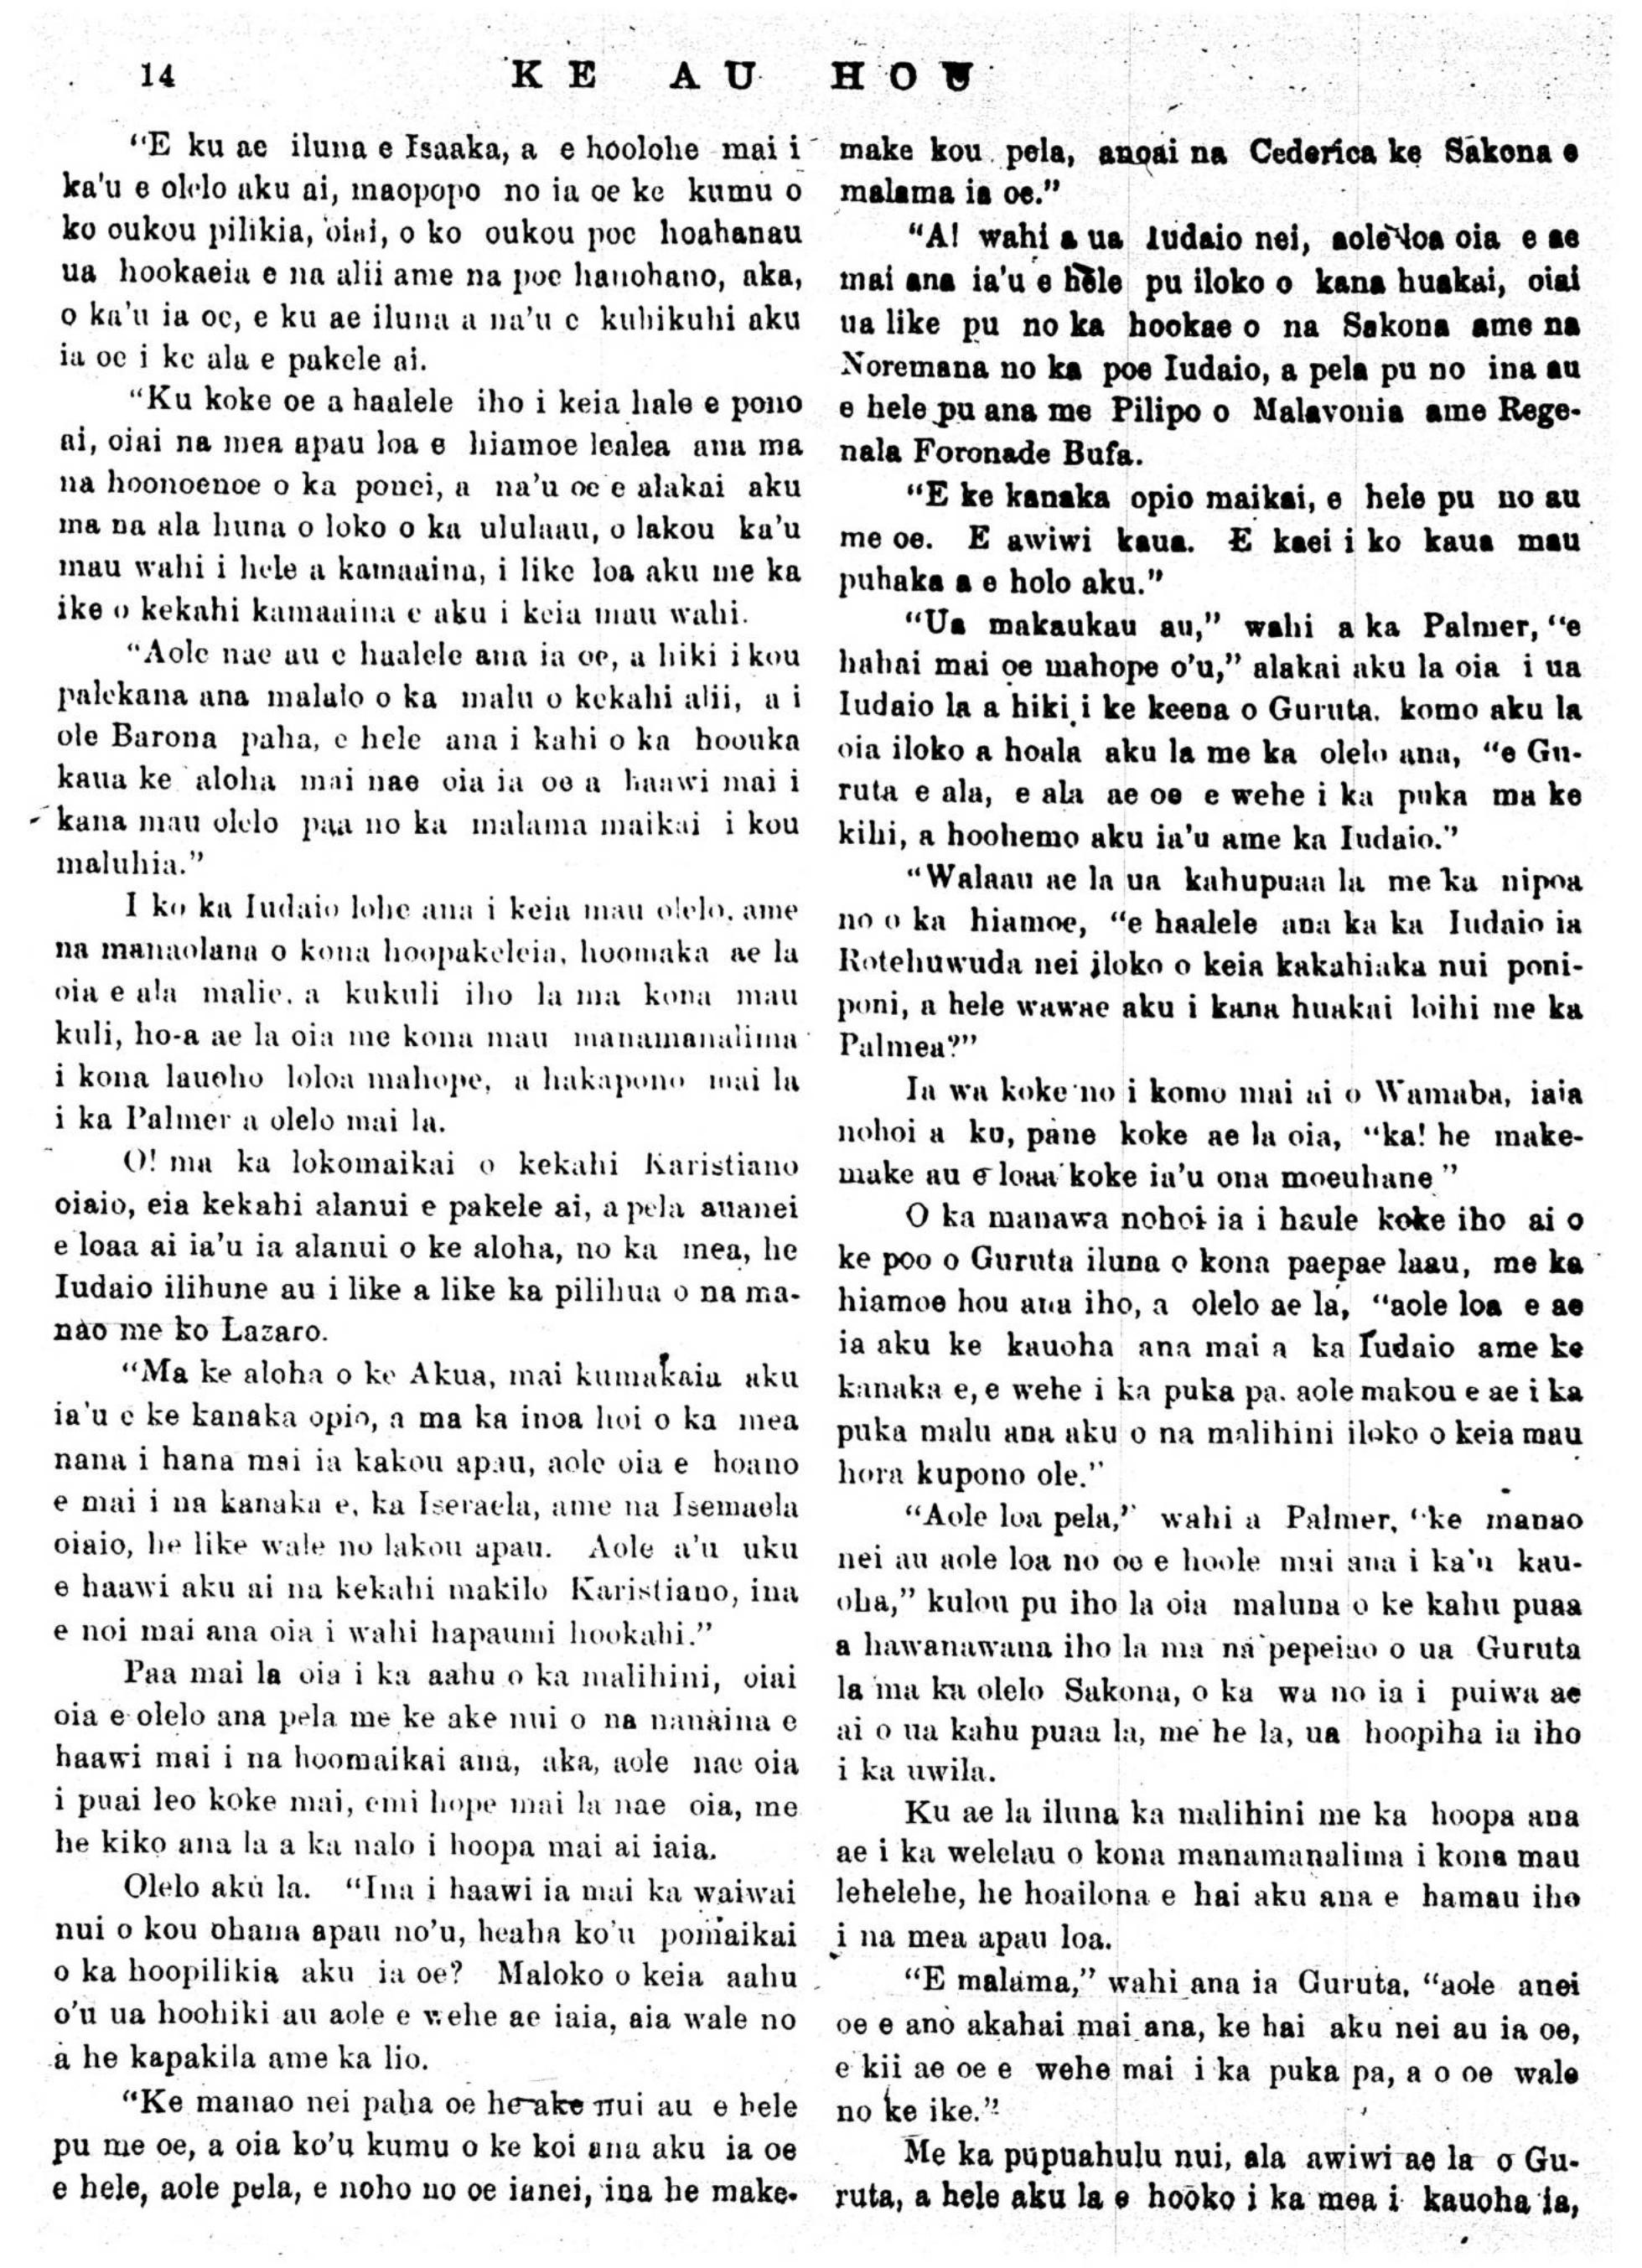 14
KE AU HOU
"E ku ae iluna e Isaaka, a e hoolohe mai i
ka'u e olelo aku ai, maopopo no ia oe ke kumu o
ko oukou pilikia, oiai, o ko oukou poe hoahanau
ua hookaeia e na alii ame na poe hanohano, aka,
o ka'u ia oe, e ku ae iluna a na'u e kuhikuhi aku
ia oe i ke ala e pakele ai.
"Ku koke oe a haalele iho i keia hale e pono
ai, oiai na mea apau loa e hiamoe lealea ana ma
na hoonoenoe o ka pouei, a na'u oe e alakai aku
ma na ala huna o loko o ka ululaau, o lakou ka'u
mau wahi i hele a kamaaina, i like loa aku me ka
ike o kekahi kamaaina e aku i keia mau wahi.
"Aole nae au e haalele ana ia oe, a hiki i kou
palekana ana malalo o ka malu o kekahi alii, a i
ole Barona paha, e hele ana i kahi o ka hoouka
kaua ke aloha mai nae oia ia oe a haawi mai i
kana mau olelo paa no ka malama maikai i kou
maluhia."
I ko ka Iudaio lohe ana i keia mau olelo, ame
na manaolana o kona hoopakeleia, hoomaka ae la
oia e ala malie, a kukuli iho la ma kona mau
kuli, ho-a ae la oia me kona mau manamanalima
i kona lauoho loloa mahope, a hakapono mai la
i ka Palmer a olelo mai la.
O! ma ka lokomaikai o kekahi Karistiano
oiaio, eia kekahi alanui e pakele ai, a pela auanei
e loaa ai ia'u ia alanui o ke aloha, no ka mea, he
Iudaio ilihune au i like a like ka pilihua o na ma-
nao me ko Lazaro.
"Ma ke aloha o ke Akua, mai kumakaia aku
ia'u e ke kanaka opio, a ma ka inoa hoi o ka mea
nana i hana mai ia kakou apau, aole oia e hoano
e mai i na kanaka e, ka Iseraela, ame na Isemaela
oiaio, he like wale no lakou apau. Aole a'u uku
e haawi aku ai na kekahi makilo Karistiano, ina
e noi mai ana oia i wahi hapaumi hookahi."
Paa mai la oia i ka aahu o ka malihini, oiai
oia e olelo ana pela me ke ake nui o na nanaina e
haawi mai i na hoomaikai ana, aka, aole nae oia
i puai leo koke mai, emi hope mai la nae oia, me
he kiko ana la a ka nalo i hoopa mai ai iaia.
Olelo aku la. "Ina i haawi ia mai ka waiwai
nui o kou ohana apau no'u, heaha ko'u pomaikai
o ka hoopilikia aku ia oe? Maloko o keia aahu
o'u ua hoohiki au aole e wehe ae iaia, aia wale no
a he kapakila ame ka lio.
"Ke manao nei paha oe he ake nui au e hele
pu me oe, a oia ko'u kumu o ke koi ana aku ia oe
e hele, aole pela, e noho no oe ianei, ina he make-
make kou pela, anoai na Cederica ke Sakona e
malama ia oe."
"A! wahi a ua Iudaio nei, aole loa oia e ae
mai ana ia'u e hele pu iloko o kana huakai, oiai
ua like pu no ka hookae o na Sakona ame na
Noremana no ka poe Iudaio, a pela pu no ina au
e hele pu ana me Pilipo o Malavonia ame Rege-
nala Foronade Bufa.
"E ke kanaka opio maikai, e hele pu no au
me oe. E awiwi kaua. E kaei i ko kaua mau
puhaka a e holo aku."
"Ua makaukau au," wahi a ka Palmer, "e
hahai mai oe mahope o'u," alakai aku la oia i ua
Iudaio la a hiki i ke keena o Guruta, komo aku la
oia iloko a hoala aku la me ka olelo ana, "e Gu-
ruta e ala, e ala ae oe e wehe i ka puka ma ke
kihi, a hoohemo aku ia'u ame ka Iudaio."
"Walaau ae la ua kahupuaa la me ka nipoa
no o ka hiamoe, "e haalele ana ka ka Iudaio ia
Rotehuwuda nei iloko o keia kakahiaka nui poni-
poni, a hele wawae aku i kana huakai loihi me ka
Palmea?"
Ia wa koke no i komo mai ai o Wamaba, iaia
nohoi a ku, pane koke ae la oia, "ka! he make-
make au e loaa koke ia'u ona moeuhane"
O ka manawa nohoi ia i haule koke iho ai o
ke poo o Guruta iluna o kona paepae laau, me ka
hiamoe hou ana iho, a olelo ae la, "aole loa e ae
ia aku ke kauoha ana mai a ka Iudaio ame ke
kanaka e, e wehe i ka puka pa. aole makou e ae i ka
puka malu ana aku o na malihini iloko o keia mau
hora kupono ole."
"Aole loa pela," wahi a Palmer, "ke manao
nei au aole loa no oe e hoole mai ana i ka'u kau-
oha," kulou pu iho la oia maluna o ke kahu puaa
a hawanawana iho la ma na pepeiao o ua Guruta
la ma ka olelo Sakona, o ka wa no ia i puiwa ae
ai o ua kahu puaa la, me he la, ua hoopiha ia iho
i ka uwila.
Ku ae la iluna ka malihini me ka hoopa ana
ae i ka welelau o kona manamanalima i kona mau
lehelehe, he hoailona e hai aku ana e hamau iho
i na mea apau loa.
"E malama," wahi ana ia Guruta, "aole anei
oe e ano akahai mai ana, ke hai aku nei au ia oe,
e kii ae oe e wehe mai i ka puka pa, a o oe wale
no ke ike."
Me ka pupuahulu nui, ala awiwi ae la o Gu-
ruta, a hele aku la e hooko i ka mea i kauoha ia,